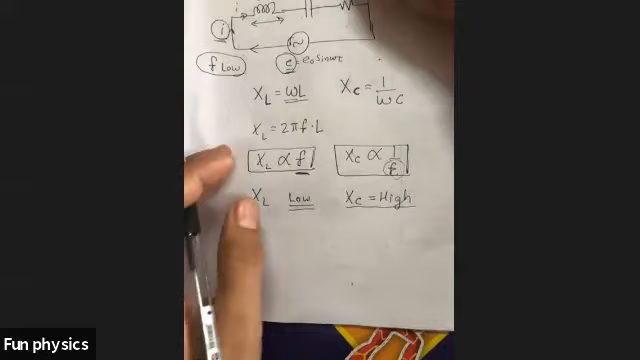 i
i
f Low
e = e₀ sinωt
X_L = ωL    X_C = 1/ωC
X_L = 2πf·L
X_L ∝ f    X_C ∝ 1/f
X_L Low    X_C = High
Fun physics